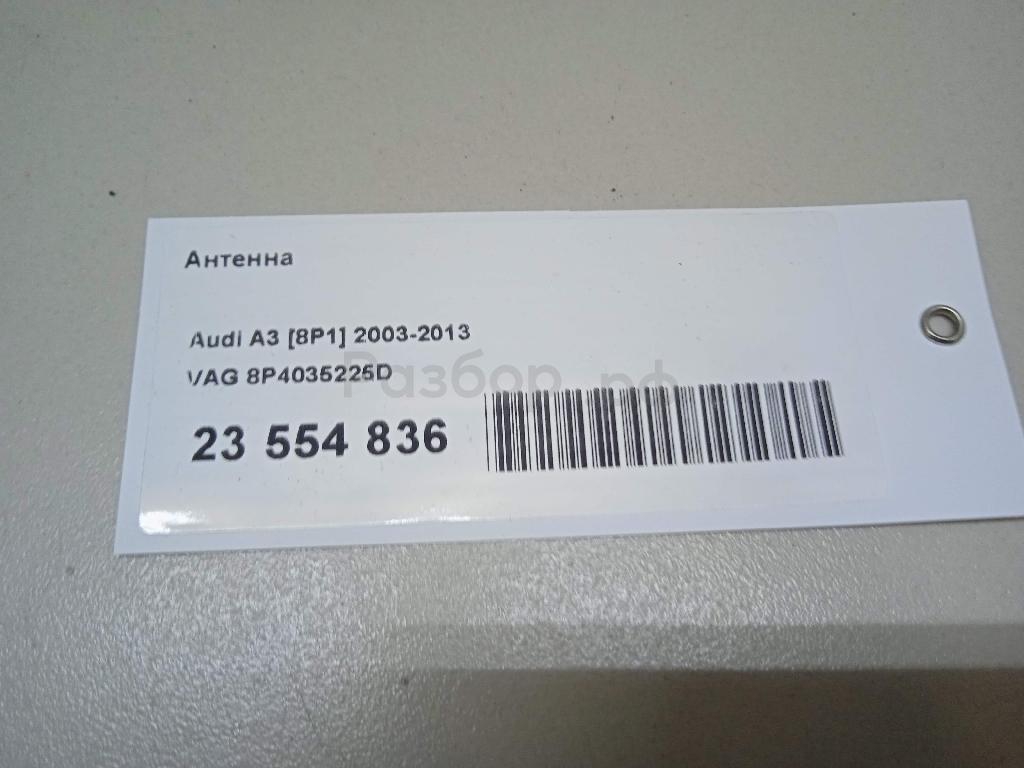 Антенна
Audi A3 [8P1] 2003-2013
VAG 8P4035225D
Разбор.рф
23 554 836